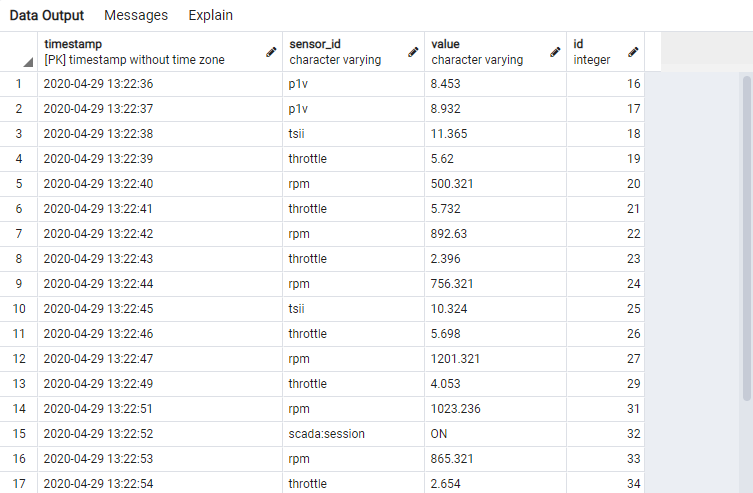 Data Output Messages Explain
timestamp sensor_id value id
[PK] timestamp without time zone character varying character varying integer
1 2020-04-29 13:22:36 p1v 8.453 16
2 2020-04-29 13:22:37 p1v 8.932 17
3 2020-04-29 13:22:38 tsii 11.365 18
4 2020-04-29 13:22:39 throttle 5.62 19
5 2020-04-29 13:22:40 rpm 500.321 20
6 2020-04-29 13:22:41 throttle 5.732 21
7 2020-04-29 13:22:42 rpm 892.63 22
8 2020-04-29 13:22:43 throttle 2.396 23
9 2020-04-29 13:22:44 rpm 756.321 24
10 2020-04-29 13:22:45 tsii 10.324 25
11 2020-04-29 13:22:46 throttle 5.698 26
12 2020-04-29 13:22:47 rpm 1201.321 27
13 2020-04-29 13:22:49 throttle 4.053 29
14 2020-04-29 13:22:51 rpm 1023.236 31
15 2020-04-29 13:22:52 scada:session ON 32
16 2020-04-29 13:22:53 rpm 865.321 33
17 2020-04-29 13:22:54 throttle 2.654 34